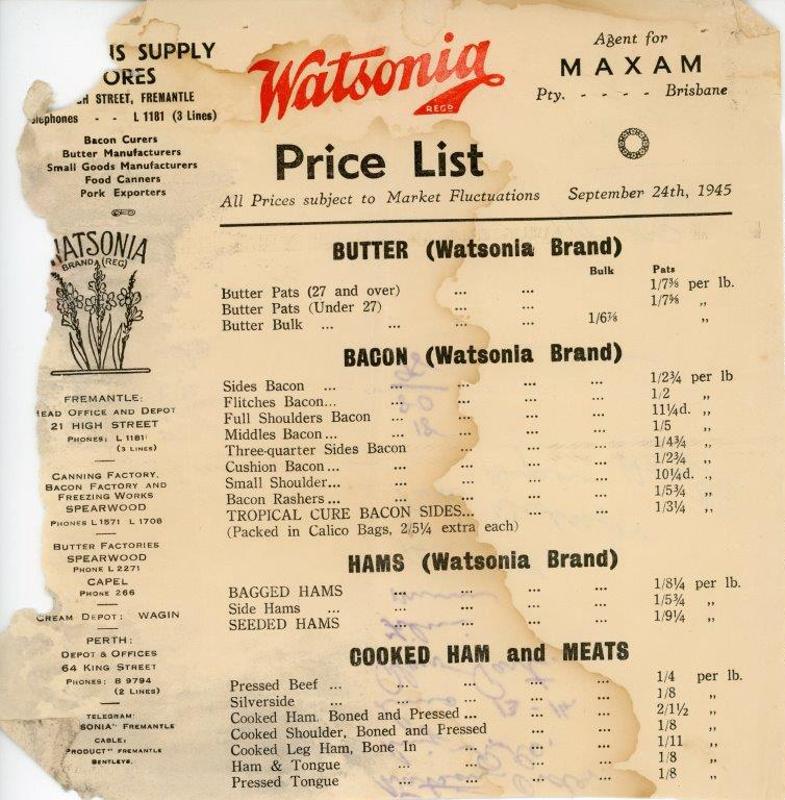 S SUPPLY
ORES
H STREET, FREMANTLE
lephones - - L 1181 (3 Lines)
Bacon Curers
Butter Manufacturers
Small Goods Manufacturers
Food Canners
Pork Exporters
WATSONIA
BRAND (REG)
FREMANTLE:
EAD OFFICE AND DEPOT
21 HIGH STREET
PHONES: L 1181
(3 LINES)
CANNING FACTORY,
BACON FACTORY AND
FREEZING WORKS
SPEARWOOD
PHONES L 1571 L 1708
BUTTER FACTORIES
SPEARWOOD
PHONE L 2271
CAPEL
PHONE 266
CREAM DEPOT: WAGIN
PERTH:
DEPOT & OFFICES
64 KING STREET
PHONES: B 9794
(2 LINES)
TELEGRAM:
SONIA" FREMANTLE
CABLE:
PRODUCT" FREMANTLE
BENTLEYS.
Watsonia
REGD
Agent for
MAXAM
Pty. - - - - Brisbane
Price List
All Prices subject to Market Fluctuations September 24th, 1945
BUTTER (Watsonia Brand)
Bulk Pats
Butter Pats (27 and over) ... ... 1/7⅝ per lb.
Butter Pats (Under 27) ... ... 1/7⅝ ,,
Butter Bulk ... ... ... ... 1/6⅞ ,,
BACON (Watsonia Brand)
Sides Bacon ... ... ... ... ... 1/2¾ per lb
Flitches Bacon... ... ... ... ... 1/2 ,,
Full Shoulders Bacon ... ... ... ... 11¼d. ,,
Middles Bacon... ... ... ... ... 1/5 ,,
Three-quarter Sides Bacon ... ... ... 1/4¾ ,,
Cushion Bacon... ... ... ... ... 1/2¾ ,,
Small Shoulder... ... ... ... ... 10¼d. ,,
Bacon Rashers... ... ... ... ... 1/5¾ ,,
TROPICAL CURE BACON SIDES... ... ... 1/3¼ ,,
(Packed in Calico Bags, 2/5¼ extra each)
HAMS (Watsonia Brand)
BAGGED HAMS ... ... ... ... 1/8¼ per lb.
Side Hams ... ... ... ... ... 1/5¾ ,,
SEEDED HAMS ... ... ... ... 1/9¼ ,,
COOKED HAM and MEATS
Pressed Beef ... ... ... ... ... 1/4 per lb.
Silverside ... ... ... ... ... 1/8 ,,
Cooked Ham, Boned and Pressed... ... ... ... 2/1½ ,,
Cooked Shoulder, Boned and Pressed ... ... 1/8 ,,
Cooked Leg Ham, Bone In ... ... ... ... 1/11 ,,
Ham & Tongue ... ... ... ... 1/8 ,,
Pressed Tongue ... ... ... ... 1/8 ,,